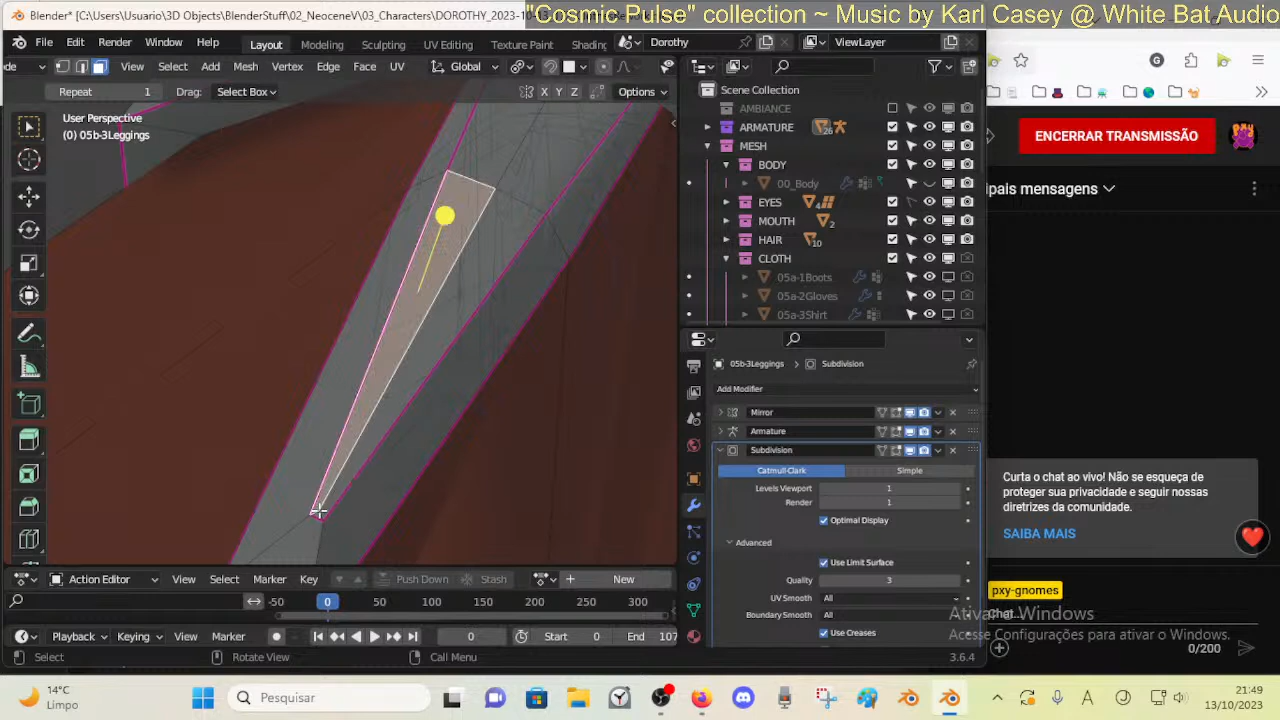 "Cosmic Pulse" collection ~ Music by Karl Casey @ White Bat Audio
Blender* [C:\Users\Usuario\3D Objects\BlenderStuff\02_NeoceneV\03_Characters\DOROTHY_2023-10-
File Edit Render Window Help Layout Modeling Sculpting UV Editing Texture Paint Shading Dorothy ViewLayer
de View Select Add Mesh Vertex Edge Face UV Global
Repeat 1 Drag: Select Box X Y Z Options
User Perspective
(0) 05b-3Leggings
Scene Collection
AMBIANCE
ARMATURE 26
MESH
BODY
00_Body
EYES 4
MOUTH 2
HAIR 10
CLOTH
05a-1Boots
05a-2Gloves
05a-3Shirt
05b-3Leggings > Subdivision
Add Modifier
Mirror
Armature
Subdivision
Catmull-Clark Simple
Levels Viewport 1
Render 1
Optimal Display
Advanced
Use Limit Surface
Quality 3
UV Smooth All
Boundary Smooth All
Use Creases
Action Editor View Select Marker Key Push Down Stash New
-50 0 50 100 150 200 250 300
Playback Keying View Marker 0 Start 0 End 107
Select Rotate View Call Menu 3.6.4
G
ENCERRAR TRANSMISSÃO
ipais mensagens
Curta o chat ao vivo! Não se esqueça de
proteger sua privacidade e seguir nossas
diretrizes da comunidade.
SAIBA MAIS
pxy-gnomes
Chat...
0/200
Ativar o Windows
Acesse Configurações para ativar o Windows.
14°C
Limpo
Pesquisar
21:49
13/10/2023